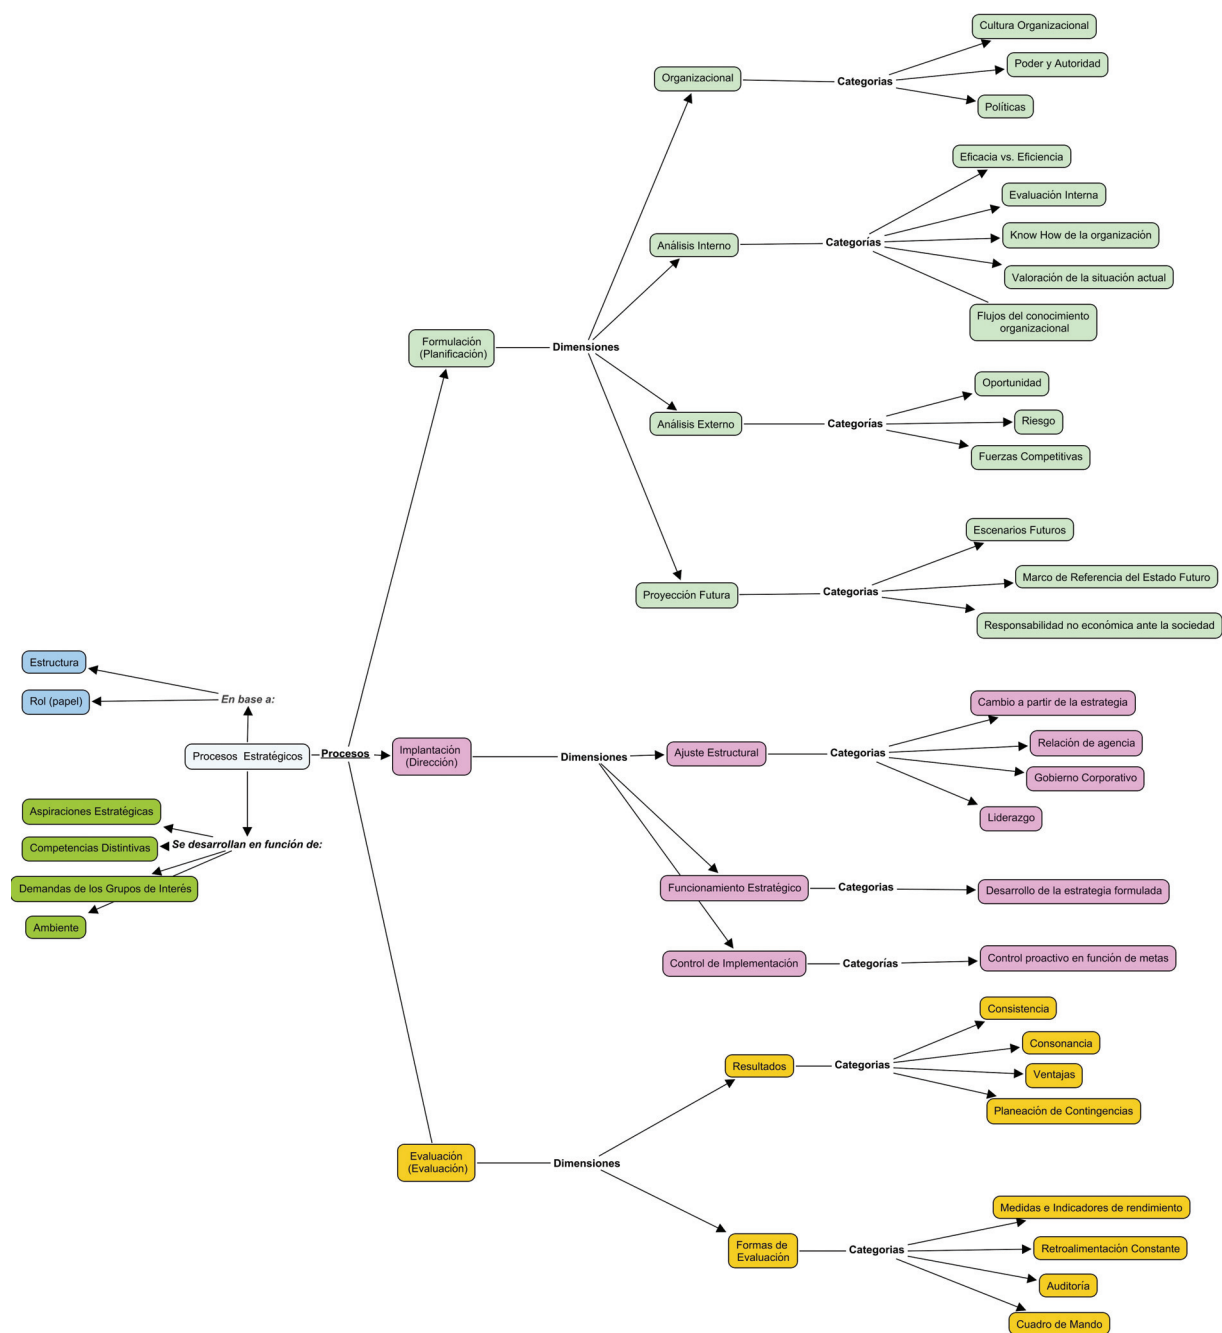 Cultura Organizacional
Organizacional
Categorias
Poder y Autoridad
Políticas
Eficacia vs. Eficiencia
Evaluación Interna
Análisis Interno
Categorías
Know How de la organización
Valoración de la situación actual
Flujos del conocimiento
organizacional
Formulación
(Planificación)
Dimensiones
Oportunidad
Análisis Externo
Categorías
Riesgo
Fuerzas Competitivas
Escenarios Futuros
Proyección Futura
Categorias
Marco de Referencia del Estado Futuro
Responsabilidad no económica ante la sociedad
Estructura
Rol (papel)
En base a:
Procesos Estratégicos
Procesos
Implantación
(Dirección)
Dimensiones
Ajuste Estructural
Categorias
Cambio a partir de la estrategia
Relación de agencia
Gobierno Corporativo
Liderazgo
Aspiraciones Estratégicas
Competencias Distintivas
Se desarrollan en función de:
Demandas de los Grupos de Interés
Ambiente
Funcionamiento Estratégico
Categorias
Desarrollo de la estrategia formulada
Control de Implementación
Categorías
Control proactivo en función de metas
Consistencia
Resultados
Categorias
Consonancia
Ventajas
Planeación de Contingencias
Evaluación
(Evaluación)
Dimensiones
Medidas e Indicadores de rendimiento
Formas de
Evaluación
Categorias
Retroalimentación Constante
Auditoría
Cuadro de Mando